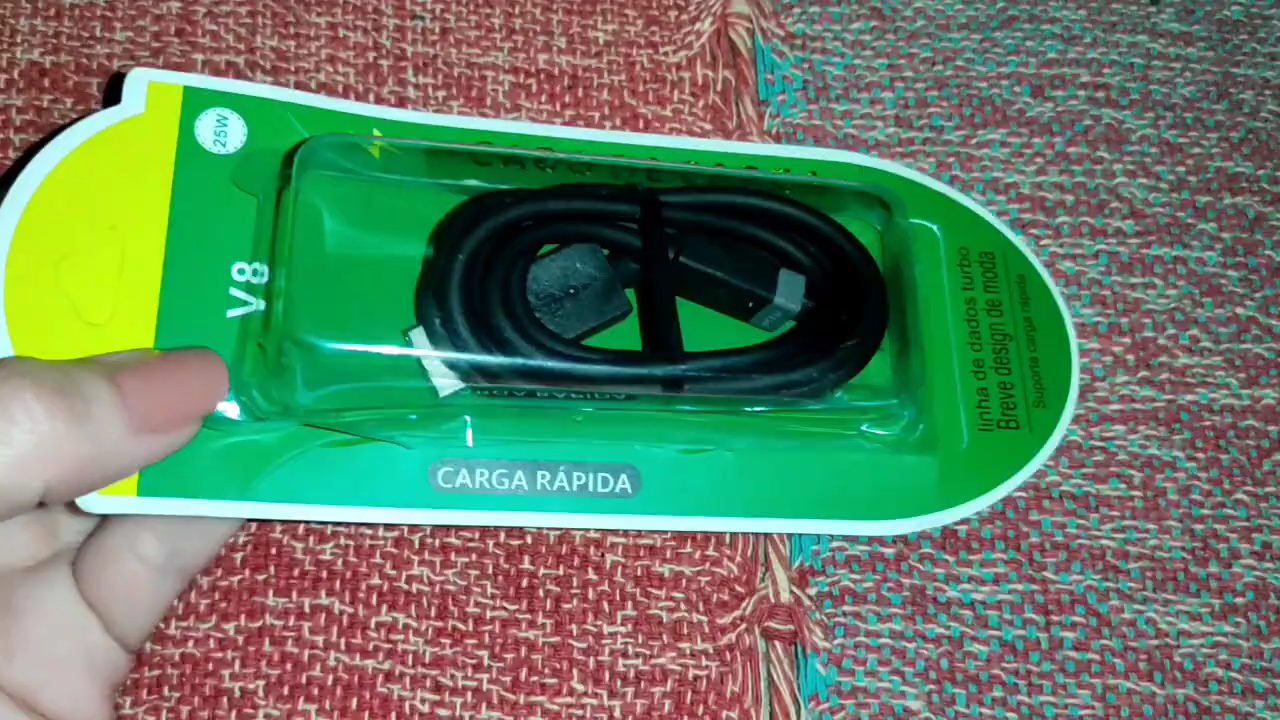 25W
V8
CARGA RÁPIDA
linha de dados turbo
Breve design de moda
Suporta carga rápida